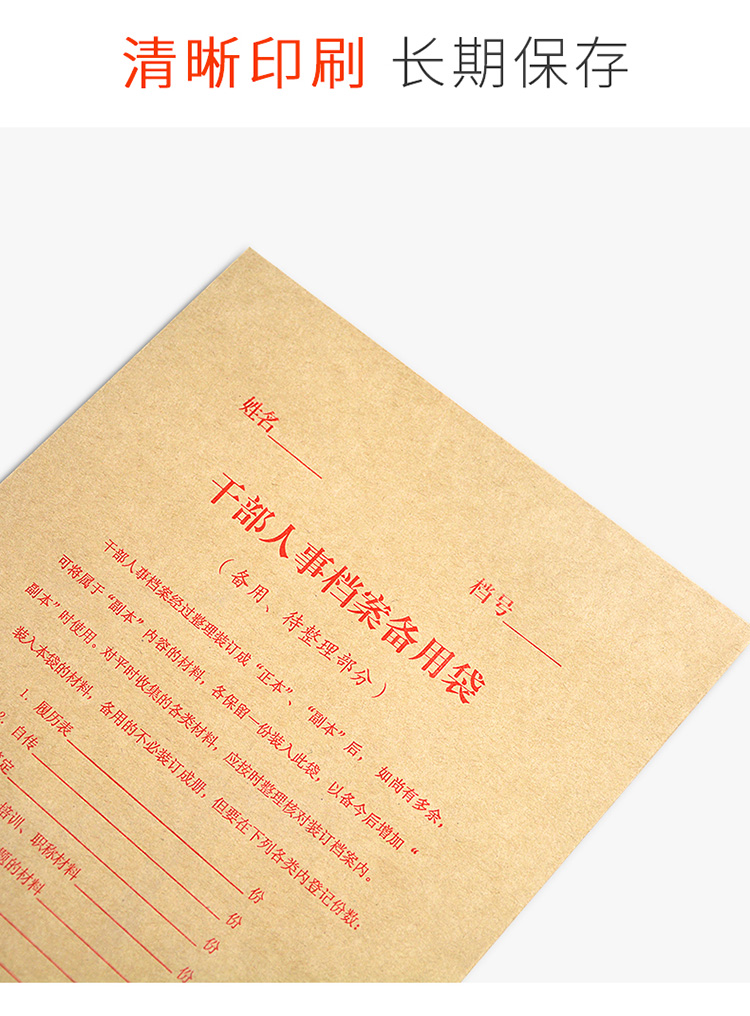 清晰印刷 长期保存
姓名
档号
干部人事档案备用袋
（备用、待整理部分）
干部人事档案经过整理装订成“正本”、“副本”后，如尚有多余，
可将属于“副本”内容的材料，各保留一份装入此袋，以备今后增加“
副本”时使用。对平时收集的各类材料，应按时整理核对装订档案内。
装入本袋的材料，备用的不必装订成册，但要在下列各类内登记份数：
1. 履历表 份
2. 自传 份
定 份
培训、职称材料 份
题的材料